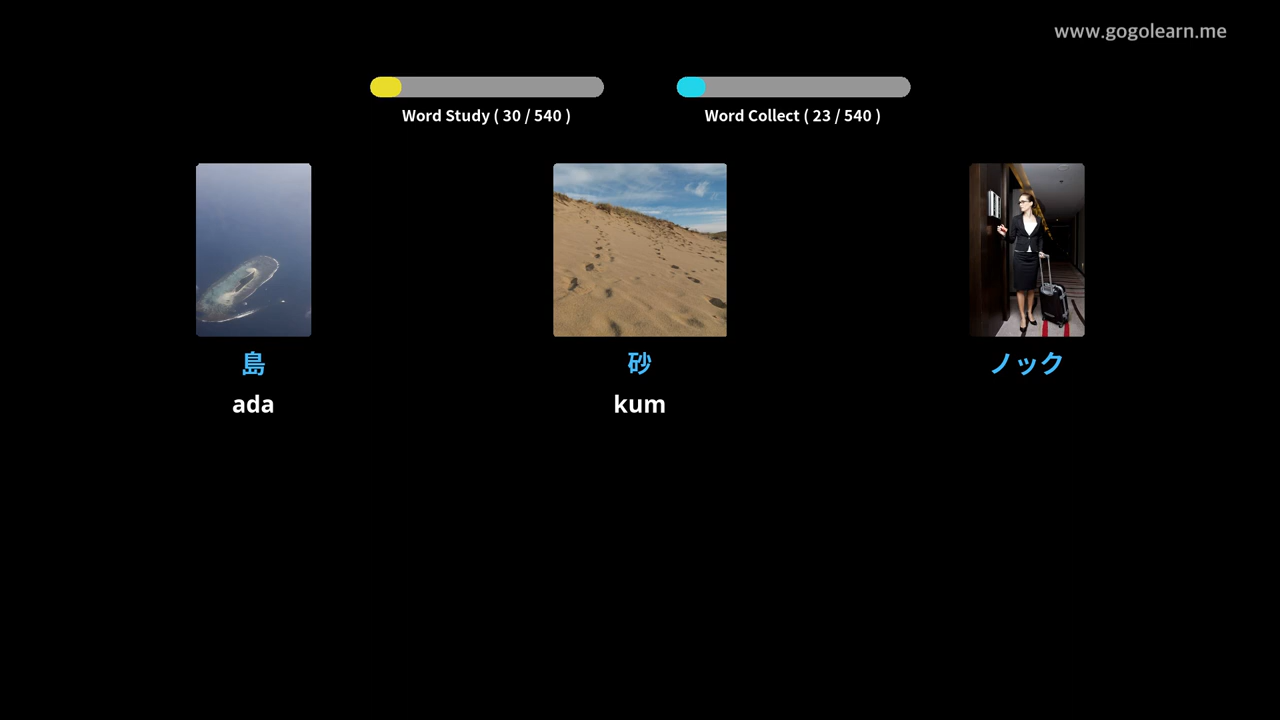 www.gogolearn.me
Word Study ( 30 / 540 )
Word Collect ( 23 / 540 )
島
ada
砂
kum
ノック